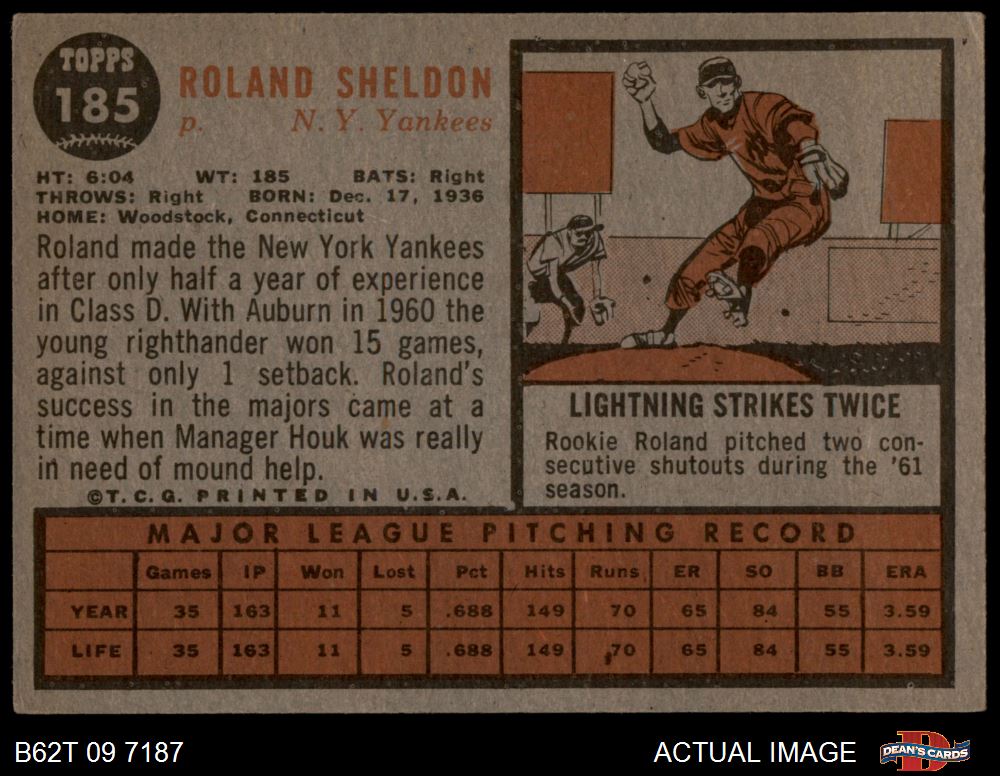 TOPPS
185
ROLAND SHELDON
p. N. Y. Yankees
HT: 6:04 WT: 185 BATS: Right
THROWS: Right BORN: Dec. 17, 1936
HOME: Woodstock, Connecticut
Roland made the New York Yankees
after only half a year of experience
in Class D. With Auburn in 1960 the
young righthander won 15 games,
against only 1 setback. Roland's
success in the majors came at a
time when Manager Houk was really
in need of mound help.
©T. C. G. PRINTED IN U.S.A.
LIGHTNING STRIKES TWICE
Rookie Roland pitched two con-
secutive shutouts during the '61
season.
MAJOR LEAGUE PITCHING RECORD
Games IP Won Lost Pct Hits Runs ER SO BB ERA
YEAR 35 163 11 5 .688 149 70 65 84 55 3.59
LIFE 35 163 11 5 .688 149 70 65 84 55 3.59
B62T 09 7187
ACTUAL IMAGE
DEAN'S CARDS